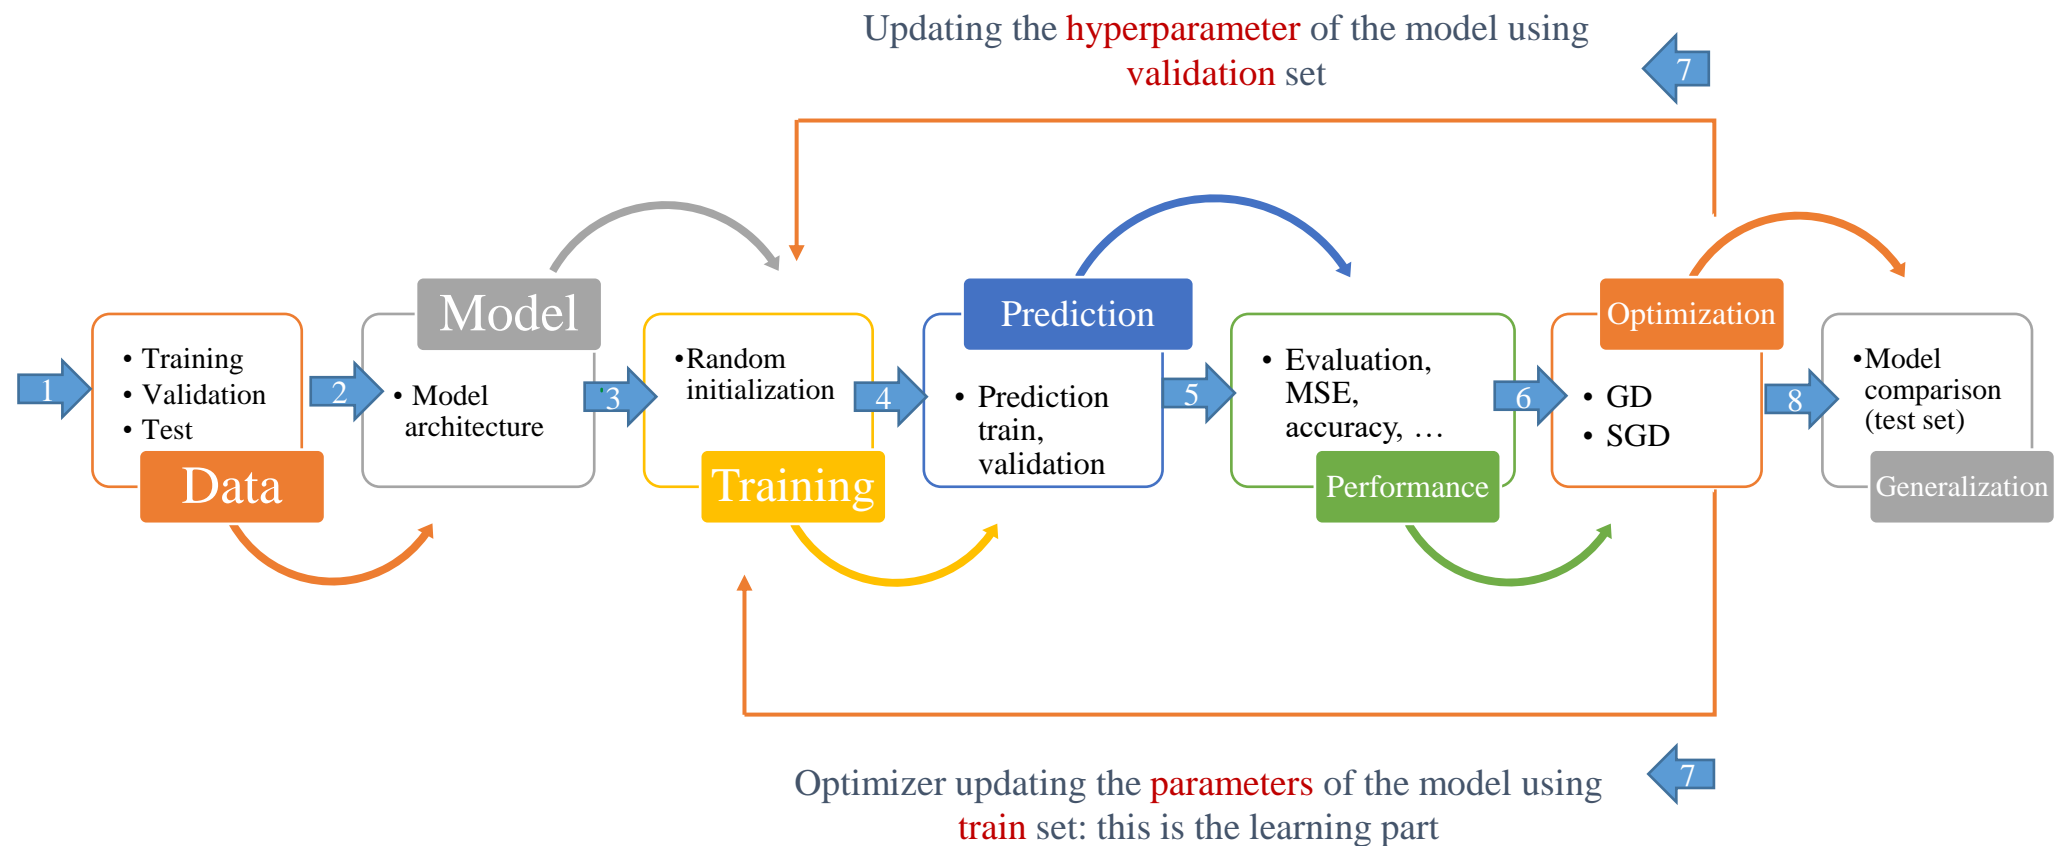 Updating the hyperparameter of the model using
validation set
7
1
• Training
• Validation
• Test
Data
2
Model
• Model
architecture
3
•Random
initialization
Training
4
Prediction
• Prediction
train,
validation
5
• Evaluation,
MSE,
accuracy, …
Performance
6
Optimization
• GD
• SGD
8
•Model
comparison
(test set)
Generalization
7
Optimizer updating the parameters of the model using
train set: this is the learning part